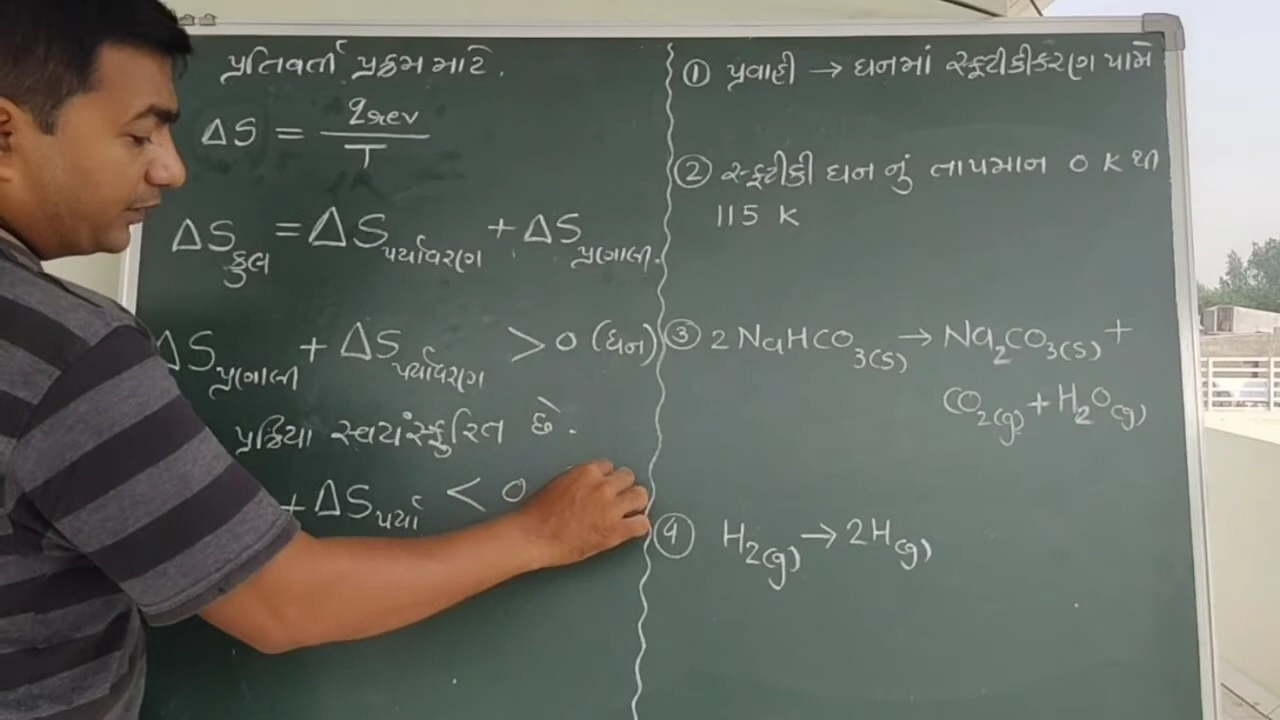 પ્રતિવર્તી પ્રક્રમ માટે.
ΔS = qrev / T
ΔSકુલ = ΔSપર્યાવરણ + ΔSપ્રણાલી.
ΔSપ્રણાલી + ΔSપર્યાવરણ > 0 (ધન)
પ્રક્રિયા સ્વયંસ્ફુરિત છે.
+ ΔSપર્યા < 0
① પ્રવાહી → ઘનમાં સ્ફટીકીકરણ પામે
② સ્ફટીકી ઘન નું તાપમાન 0 K થી
115 K
③ 2 NaHCO3(s) → Na2CO3(s) +
CO2(g) + H2O(g)
④ H2(g) → 2H(g)